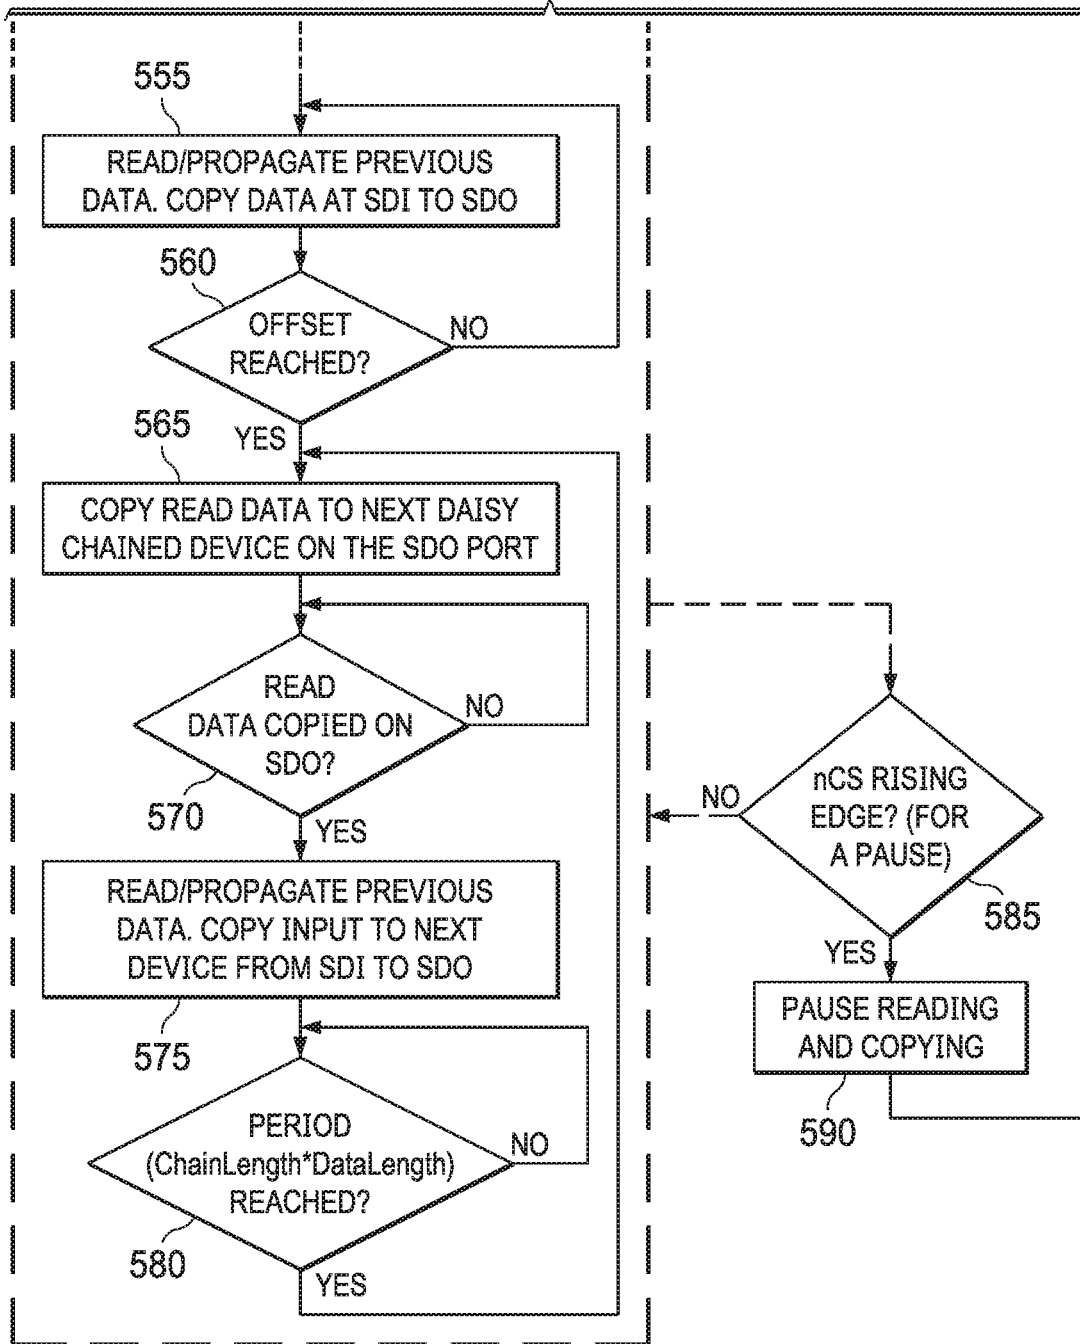 555
READ/PROPAGATE PREVIOUS
DATA. COPY DATA AT SDI TO SDO
560
OFFSET
REACHED?
NO
YES
565
COPY READ DATA TO NEXT DAISY
CHAINED DEVICE ON THE SDO PORT
READ
DATA COPIED ON
SDO?
NO
570
YES
READ/PROPAGATE PREVIOUS
DATA. COPY INPUT TO NEXT
DEVICE FROM SDI TO SDO
575
PERIOD
(ChainLength*DataLength)
REACHED?
NO
580
YES
nCS RISING
EDGE? (FOR
A PAUSE)
NO
585
YES
PAUSE READING
AND COPYING
590